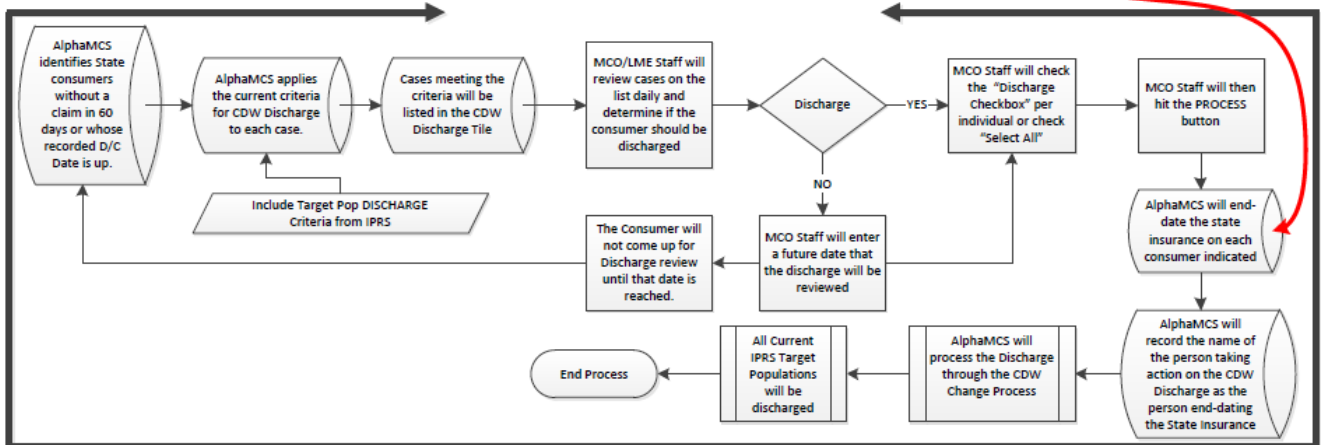 AlphaMCS
identifies State
consumers
without a
claim in 60
days or whose
recorded D/C
Date is up.
AlphaMCS applies
the current criteria
for CDW Discharge
to each case.
Cases meeting the
criteria will be
listed in the CDW
Discharge Tile
MCO/LME Staff will
review cases on the
list daily and
determine if the
consumer should be
discharged
Discharge
YES
MCO Staff will check
the “Discharge
Checkbox” per
individual or check
“Select All”
MCO Staff will then
hit the PROCESS
button
Include Target Pop DISCHARGE
Criteria from IPRS
NO
The Consumer will
not come up for
Discharge review
until that date is
reached.
MCO Staff will enter
a future date that
the discharge will be
reviewed
AlphaMCS will end-
date the state
insurance on each
consumer indicated
End Process
All Current
IPRS Target
Populations
will be
discharged
AlphaMCS will
process the Discharge
through the CDW
Change Process
AlphaMCS will
record the name of
the person taking
action on the CDW
Discharge as the
person end-dating
the State Insurance